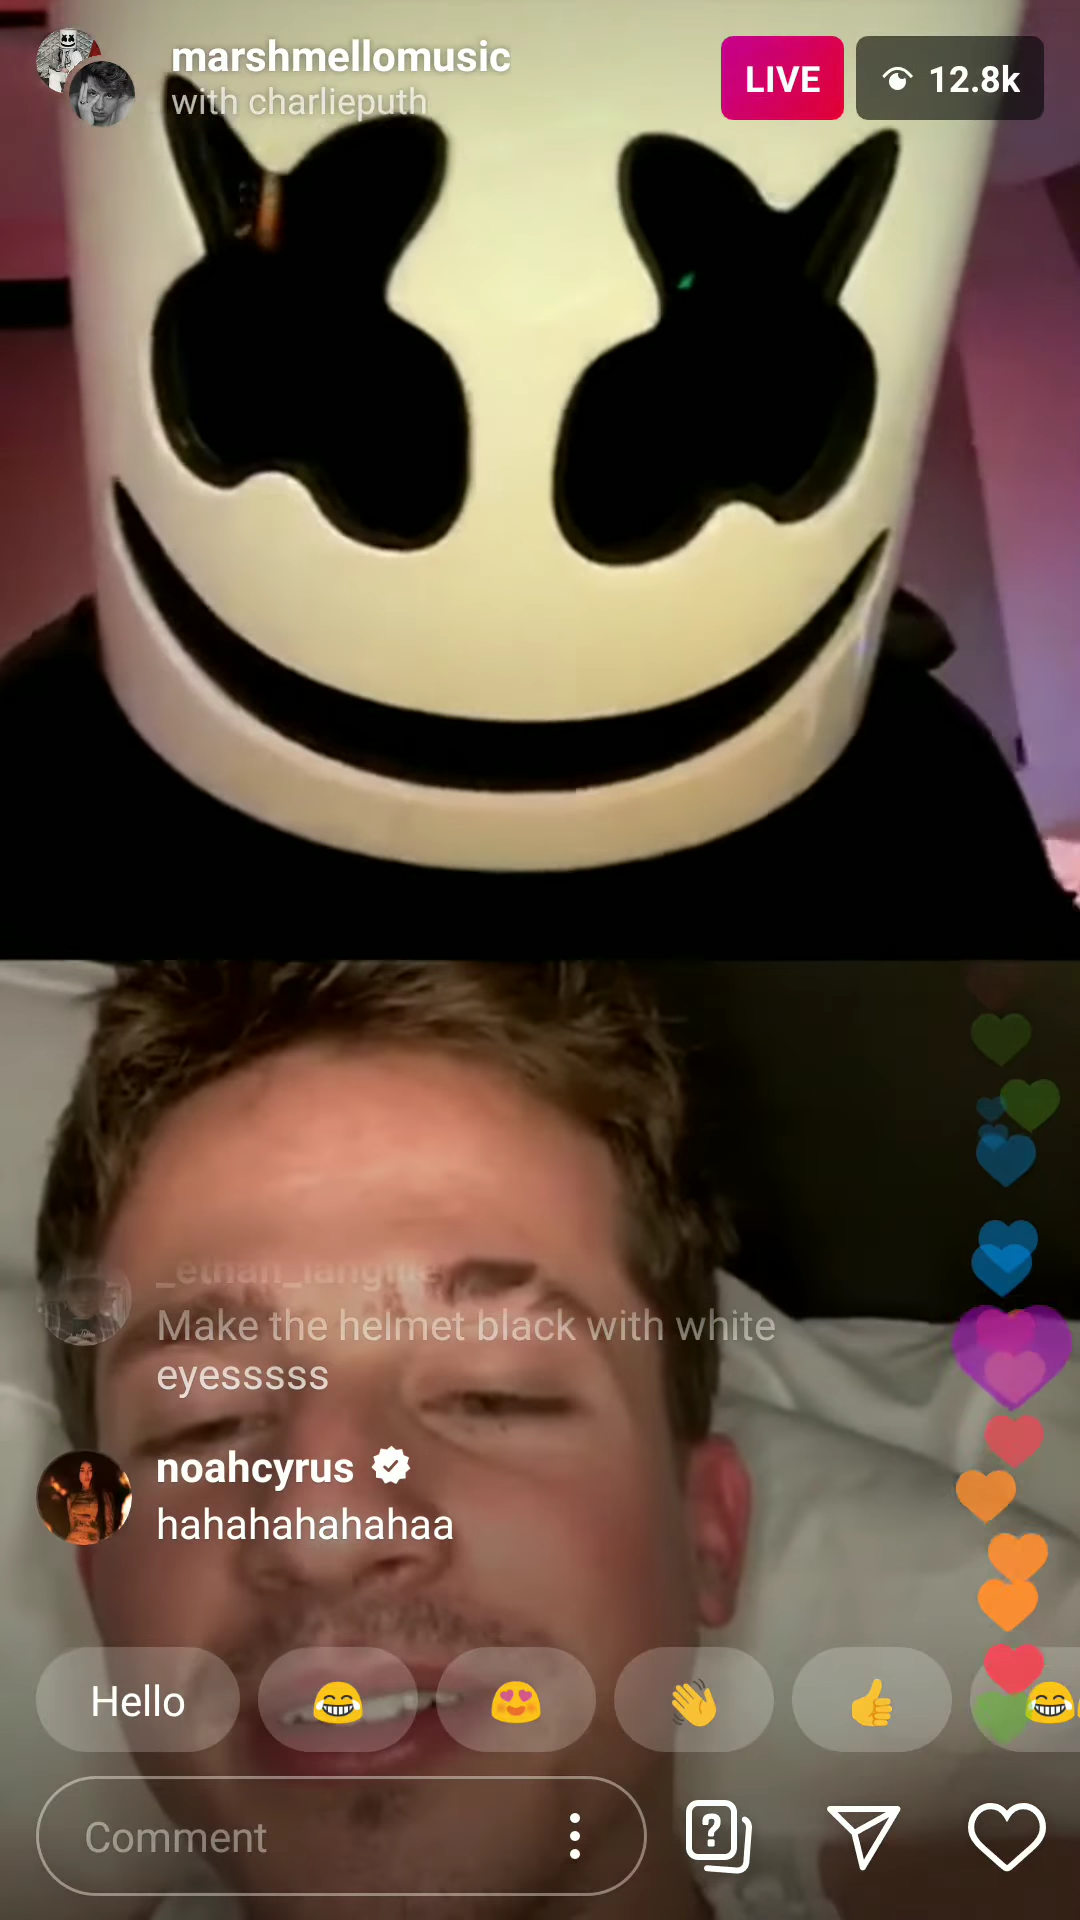 marshmellomusic
with charlieputh
LIVE
12.8k
Make the helmet black with white
eyesssss
noahcyrus
hahahahahahaa
Hello
Comment